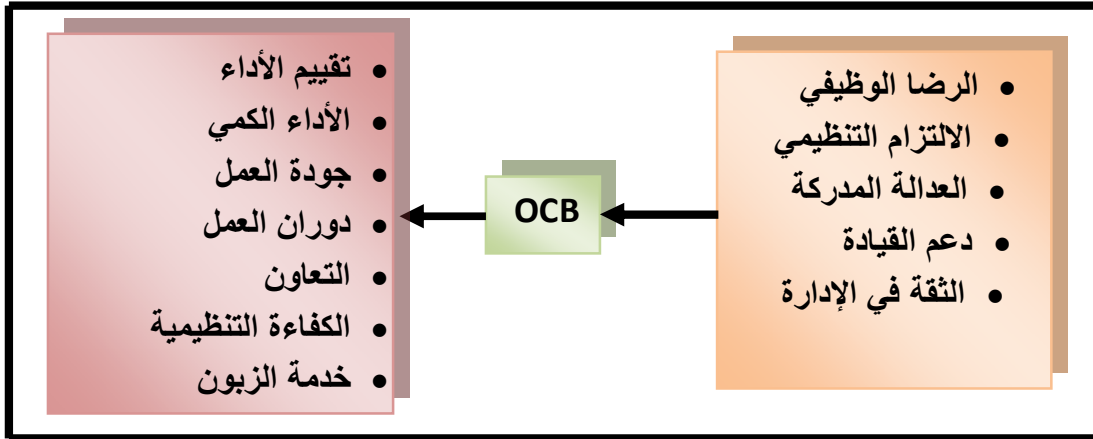 الرضا الوظيفي
الالتزام التنظيمي
العدالة المدركة
دعم القيادة
الثقة في الإدارة
OCB
تقييم الأداء
الأداء الكمي
جودة العمل
دوران العمل
التعاون
الكفاءة التنظيمية
خدمة الزبون